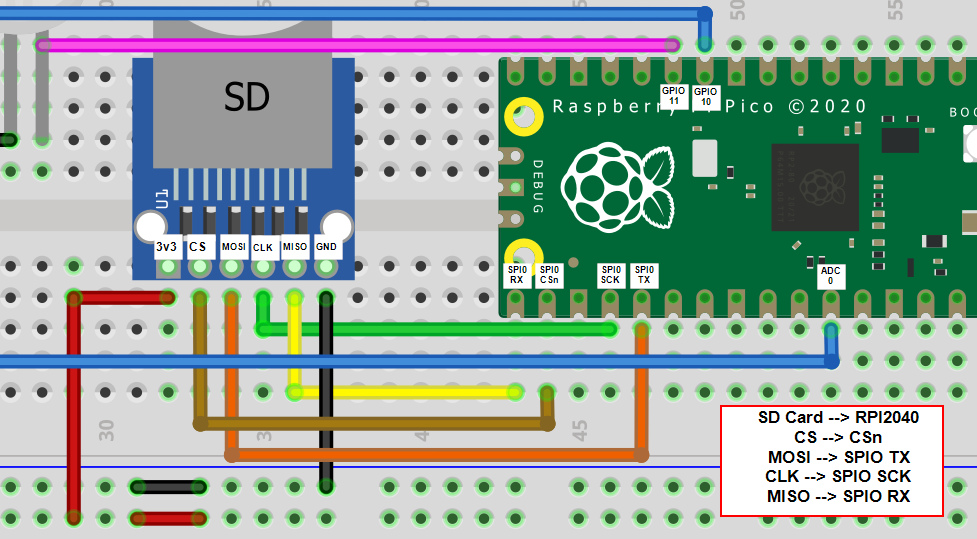 50
55
SD
GPIO
11
GPIO
10
Raspberry Pi Pico ©2020
BOO
DEBUG
U1
3v3
CS
MOSI
CLK
MISO
GND
SPI0
RX
SPI0
CSn
SPI0
SCK
SPI0
TX
ADC
0
30
3
4
45
SD Card --> RPI2040
CS --> CSn
MOSI --> SPIO TX
CLK --> SPIO SCK
MISO --> SPIO RX